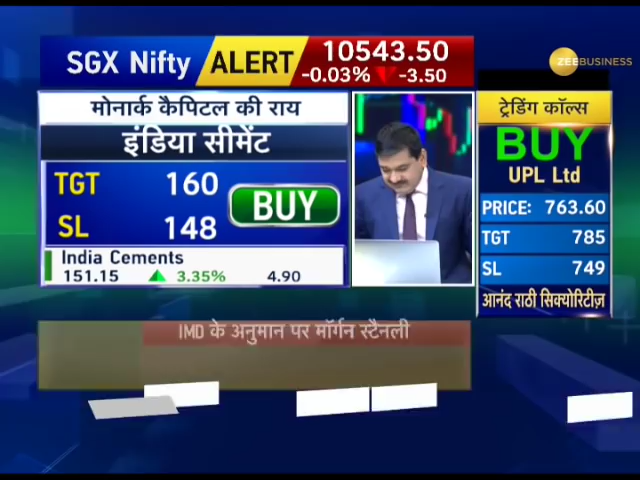 SGX Nifty ALERT 10543.50
-0.03% -3.50
ZEEBUSINESS
मोनार्क कैपिटल की राय
इंडिया सीमेंट
TGT 160
SL 148
BUY
India Cements
151.15 3.35% 4.90
ट्रेडिंग कॉल्स
BUY
UPL Ltd
PRICE: 763.60
TGT 785
SL 749
आनंद राठी सिक्योरिटीज़
IMD के अनुमान पर मॉर्गन स्टैनली